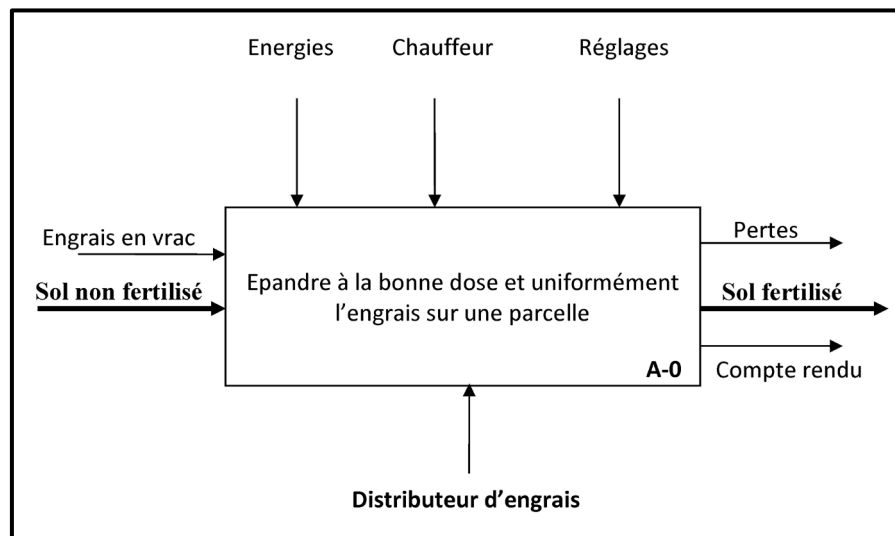 Energies Chauffeur Réglages
Engrais en vrac
Pertes
Sol non fertilisé
Epandre à la bonne dose et uniformément
l’engrais sur une parcelle
Sol fertilisé
A-0
Compte rendu
Distributeur d’engrais